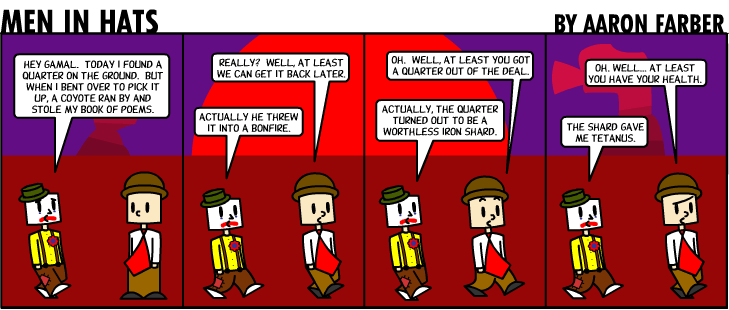 MEN IN HATS
BY AARON FARBER
HEY GAMAL. TODAY I FOUND A
QUARTER ON THE GROUND. BUT
WHEN I BENT OVER TO PICK IT
UP, A COYOTE RAN BY AND
STOLE MY BOOK OF POEMS.
REALLY? WELL, AT LEAST
WE CAN GET IT BACK LATER.
ACTUALLY HE THREW
IT INTO A BONFIRE.
OH. WELL, AT LEAST YOU GOT
A QUARTER OUT OF THE DEAL.
ACTUALLY, THE QUARTER
TURNED OUT TO BE A
WORTHLESS IRON SHARD.
OH. WELL... AT LEAST
YOU HAVE YOUR HEALTH.
THE SHARD GAVE
ME TETANUS.